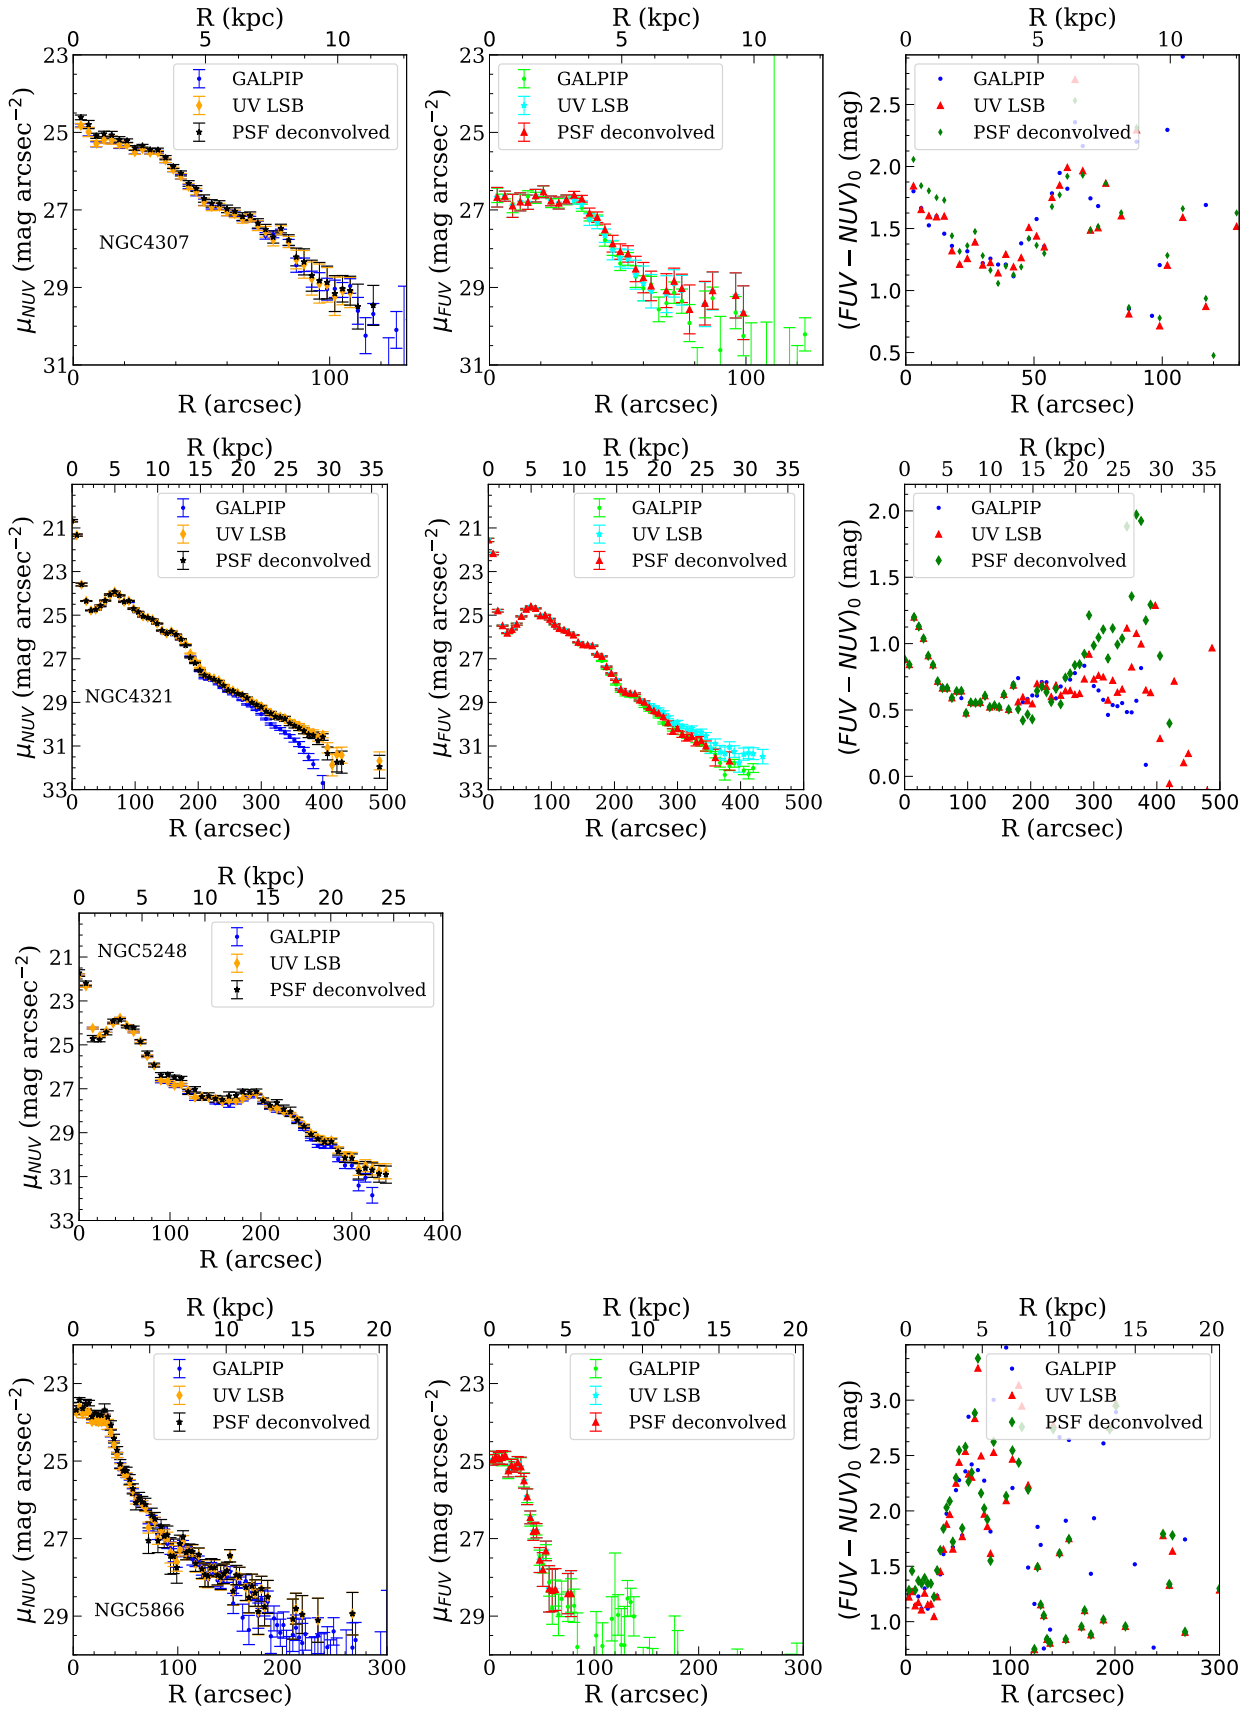 R (kpc) R (kpc) R (kpc)
0 5 10 0 5 10 0 5 10
23 25 27 29 31
μNUV (mag arcsec−2)
GALPIP
UV LSB
PSF deconvolved
NGC4307
0 100
R (arcsec)
23 25 27 29 31
μFUV (mag arcsec−2)
GALPIP
UV LSB
PSF deconvolved
0 100
R (arcsec)
2.5 2.0 1.5 1.0 0.5
(FUV − NUV)0 (mag)
GALPIP
UV LSB
PSF deconvolved
0 50 100
R (arcsec)
R (kpc) R (kpc) R (kpc)
0 5 10 15 20 25 30 35 0 5 10 15 20 25 30 35 0 5 10 15 20 25 30 35
21 23 25 27 29 31 33
μNUV (mag arcsec−2)
GALPIP
UV LSB
PSF deconvolved
NGC4321
0 100 200 300 400 500
R (arcsec)
21 23 25 27 29 31 33
μFUV (mag arcsec−2)
GALPIP
UV LSB
PSF deconvolved
0 100 200 300 400 500
R (arcsec)
2.0 1.5 1.0 0.5 0.0
(FUV − NUV)0 (mag)
GALPIP
UV LSB
PSF deconvolved
0 100 200 300 400 500
R (arcsec)
R (kpc)
0 5 10 15 20 25
21 23 25 27 29 31 33
μNUV (mag arcsec−2)
NGC5248
GALPIP
UV LSB
PSF deconvolved
0 100 200 300 400
R (arcsec)
R (kpc) R (kpc) R (kpc)
0 5 10 15 20 0 5 10 15 20 0 5 10 15 20
23 25 27 29
μNUV (mag arcsec−2)
GALPIP
UV LSB
PSF deconvolved
NGC5866
0 100 200 300
R (arcsec)
23 25 27 29
μFUV (mag arcsec−2)
GALPIP
UV LSB
PSF deconvolved
0 100 200 300
R (arcsec)
3.0 2.5 2.0 1.5 1.0
(FUV − NUV)0 (mag)
GALPIP
UV LSB
PSF deconvolved
0 100 200 300
R (arcsec)